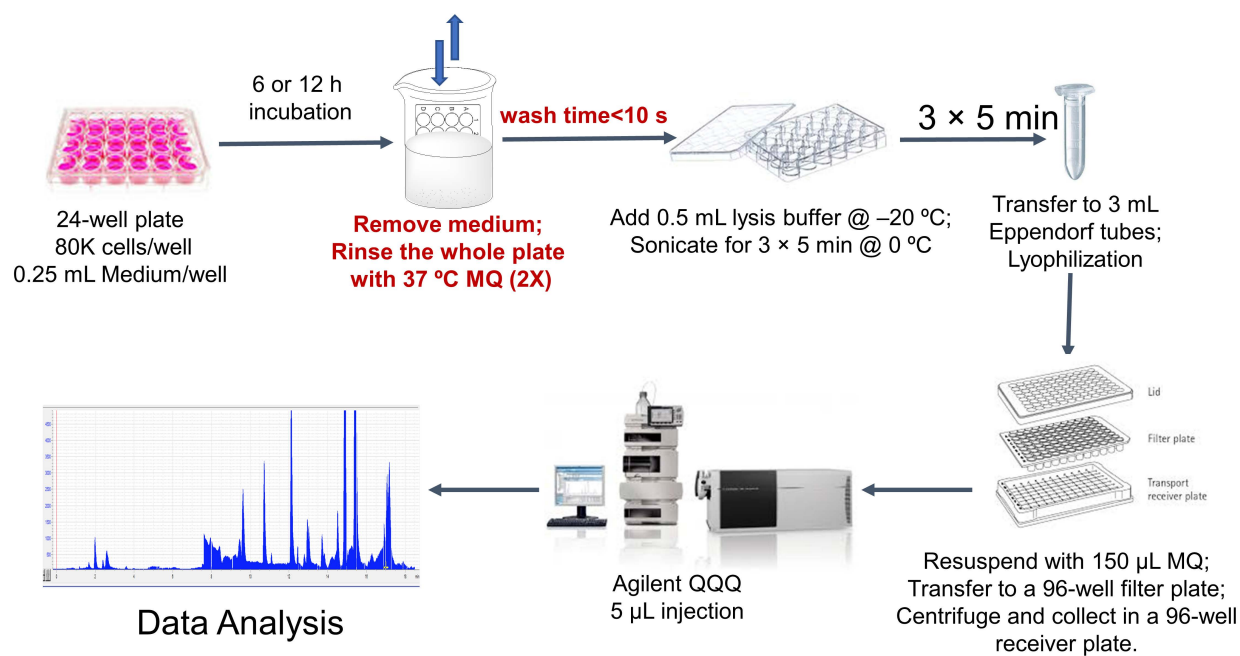 6 or 12 h
incubation
wash time<10 s
3 × 5 min
24-well plate
80K cells/well
0.25 mL Medium/well
D C B A
1
2
Remove medium;
Rinse the whole plate
with 37 ºC MQ (2X)
Add 0.5 mL lysis buffer @ –20 ºC;
Sonicate for 3 × 5 min @ 0 ºC
Transfer to 3 mL
Eppendorf tubes;
Lyophilization
Lid
Filter plate
Transport
receiver plate
Resuspend with 150 µL MQ;
Transfer to a 96-well filter plate;
Centrifuge and collect in a 96-well
receiver plate.
Agilent QQQ
5 µL injection
Data Analysis